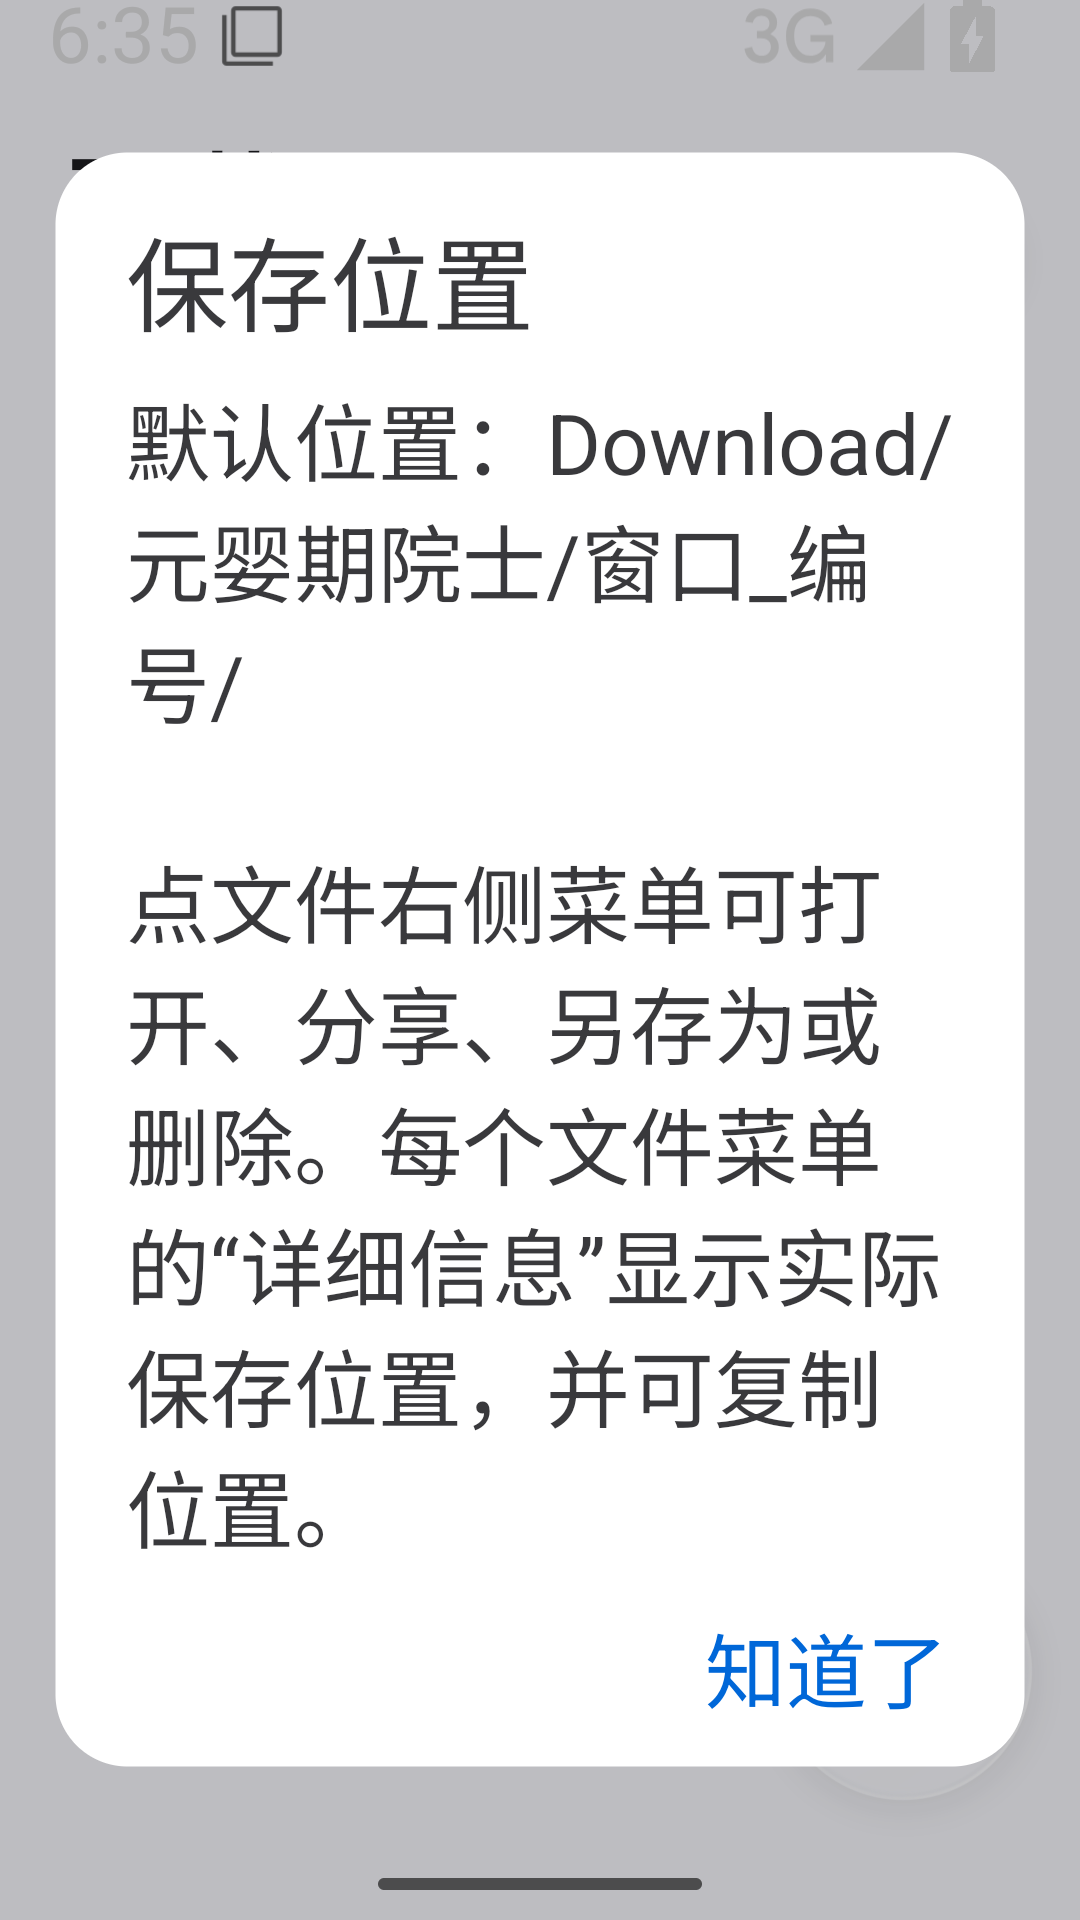 6:35
3G
保存位置
默认位置：Download/
元婴期院士/窗口_编
号/
点文件右侧菜单可打
开、分享、另存为或
删除。每个文件菜单
的“详细信息”显示实际
保存位置，并可复制
位置。
知道了